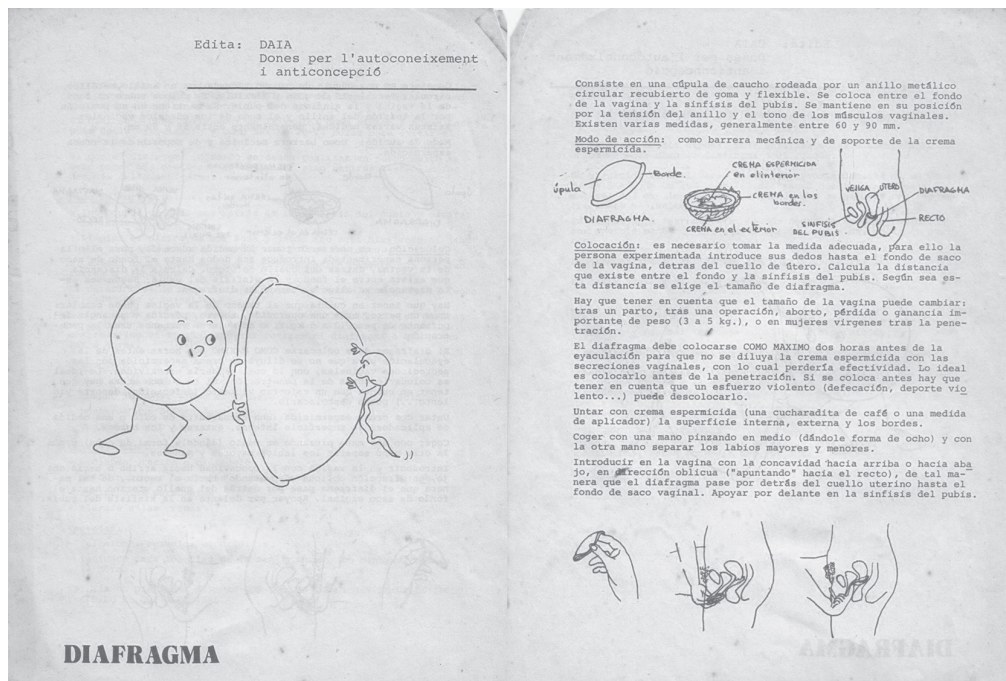 Edita: DAIA
Dones per l'autoconeixement
i anticoncepció
DIAFRAGMA
Consiste en una cúpula de caucho rodeada por un anillo metálico
circular recubierto de goma y flexible. Se coloca entre el fondo
de la vagina y la sínfisis del pubis. Se mantiene en su posición
por la tensión del anillo y el tono de los músculos vaginales.
Existen varias medidas, generalmente entre 60 y 90 mm.
Modo de acción: como barrera mecánica y de soporte de la crema
espermicida.
úpula
Borde.
DIAFRAGMA.
CREMA ESPERMICIDA
en el interior
CREMA en los
bordes.
CREMA en el exterior
VEJIGA
ÚTERO
DIAFRAGMA
RECTO
SINFISIS
DEL PUBIS
Colocación: es necesario tomar la medida adecuada, para ello la
persona experimentada introduce sus dedos hasta el fondo de saco
de la vagina, detras del cuello de útero. Calcula la distancia
que existe entre el fondo y la sínfisis del pubis. Según sea es-
ta distancia se elige el tamaño de diafragma.
Hay que tener en cuenta que el tamaño de la vagina puede cambiar:
tras un parto, tras una operación, aborto, pérdida o ganancia im-
portante de peso (3 a 5 kg.), o en mujeres vírgenes tras la pene-
tración.
El diafragma debe colocarse COMO MAXIMO dos horas antes de la
eyaculación para que no se diluya la crema espermicida con las
secreciones vaginales, con lo cual perdería efectividad. Lo ideal
es colocarlo antes de la penetración. Si se coloca antes hay que
tener en cuenta que un esfuerzo violento (defecación, deporte vio
lento...) puede descolocarlo.
Untar con crema espermicida (una cucharadita de café o una medida
de aplicador) la superficie interna, externa y los bordes.
Coger con una mano pinzando en medio (dándole forma de ocho) y con
la otra mano separar los labios mayores y menores.
Introducir en la vagina con la concavidad hacia arriba o hacia aba
jo, en dirección oblicua ("apuntando" hacia el recto), de tal ma-
nera que el diafragma pase por detrás del cuello uterino hasta el
fondo de saco vaginal. Apoyar por delante en la sínfisis del pubis.